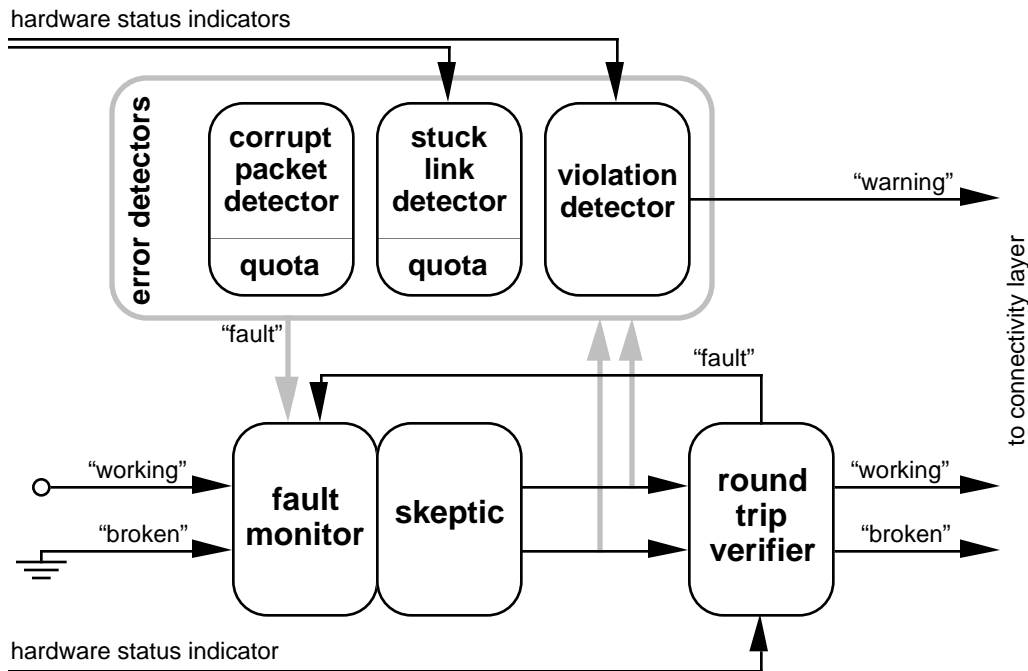 hardware status indicators
error detectors
corrupt
packet
detector
quota
stuck
link
detector
quota
violation
detector
“warning”
to connectivity layer
“fault”
“fault”
“working”
“broken”
fault
monitor
skeptic
round
trip
verifier
“working”
“broken”
hardware status indicator